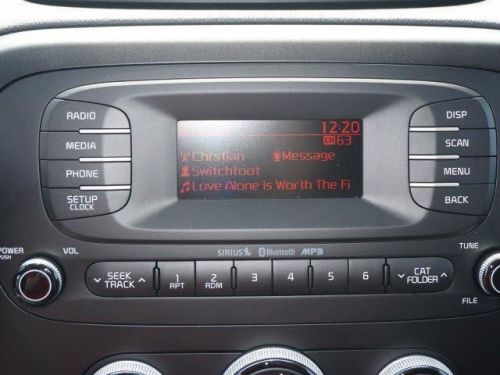 RADIO
MEDIA
PHONE
SETUP
CLOCK
12:20
63
Chrstian Message
Switchfoot
Love Alone Is Worth The Fi
DISP
SCAN
MENU
BACK
POWER
PUSH
VOL
SIRIUS Bluetooth MP3
TUNE
FILE
SEEK
TRACK
1
RPT
2
RDM
3
4
5
6
CAT
FOLDER